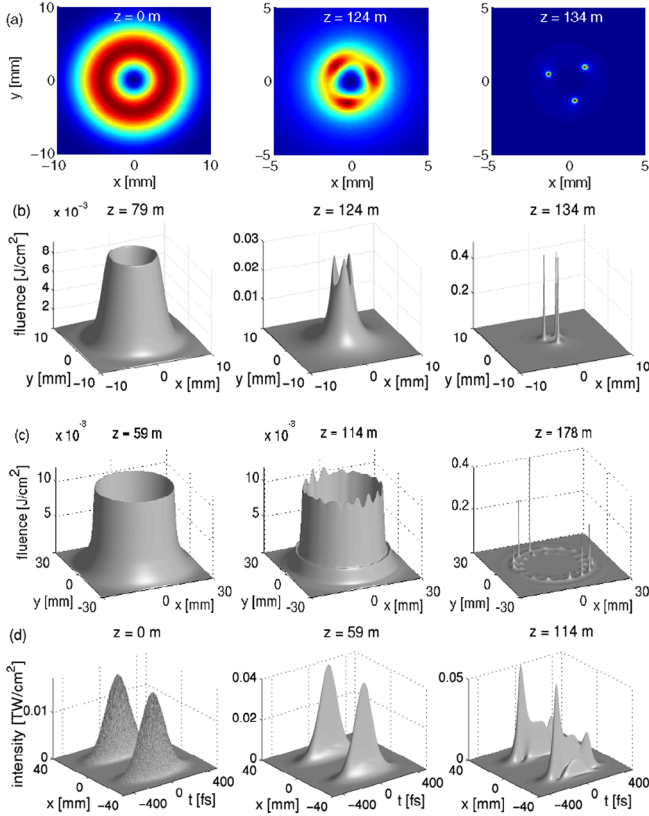 (a)
z = 0 m
z = 124 m
z = 134 m
10
0
−10
y [mm]
−10 0 10
x [mm]
5
0
−5
−5 0 5
x [mm]
5
0
−5
−5 0 5
x [mm]
(b)
x 10⁻³ z = 79 m
z = 124 m
z = 134 m
fluence [J/cm²]
8
6
4
2
10
0
−10
y [mm]
−10
0
10
x [mm]
0.03
0.02
0.01
10
0
−10
y [mm]
−10
0
10
x [mm]
0.4
0.2
10
0
−10
y [mm]
−10
0
10
x [mm]
(c)
x 10⁻³ z = 59 m
x 10⁻³ z = 114 m
z = 178 m
fluence [J/cm²]
10
5
30
0
−30
y [mm]
0
30
x [mm]
10
5
30
0
−30
y [mm]
0
30
x [mm]
0.4
0.2
30
0
−30
y [mm]
0
30
x [mm]
(d)
z = 0 m
z = 59 m
z = 114 m
intensity [TW/cm²]
0.01
0
40
0
−40
x [mm]
−400
0
400
t [fs]
0.04
0.02
0
40
0
−40
x [mm]
−400
0
400
t [fs]
0.05
0
40
0
−40
x [mm]
−400
0
400
t [fs]